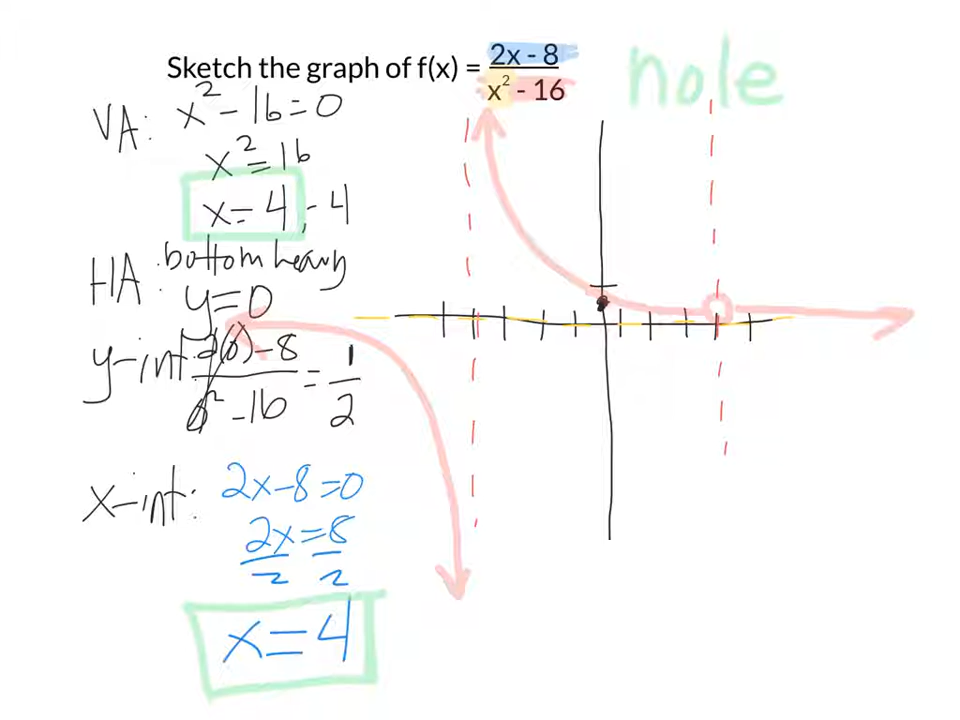 Sketch the graph of f(x) = (2x - 8)/(x² - 16)
hole
VA: x² - 16 = 0
x² = 16
x = 4, -4
HA: bottom heavy
y = 0
y-int: (2(0) - 8)/(0² - 16) = 1/2
x-int: 2x - 8 = 0
2x = 8
2 2
x = 4